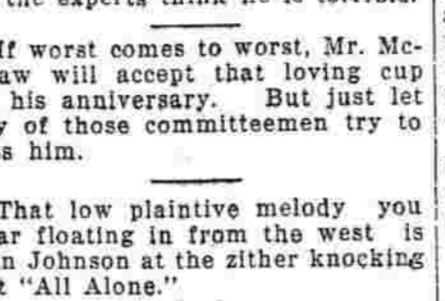 the experts think he is terrible.
If worst comes to worst, Mr. Mc-
aw will accept that loving cup
his anniversary. But just let
y of those committeemen try to
s him.
That low plaintive melody you
ar floating in from the west is
n Johnson at the zither knocking
t "All Alone."